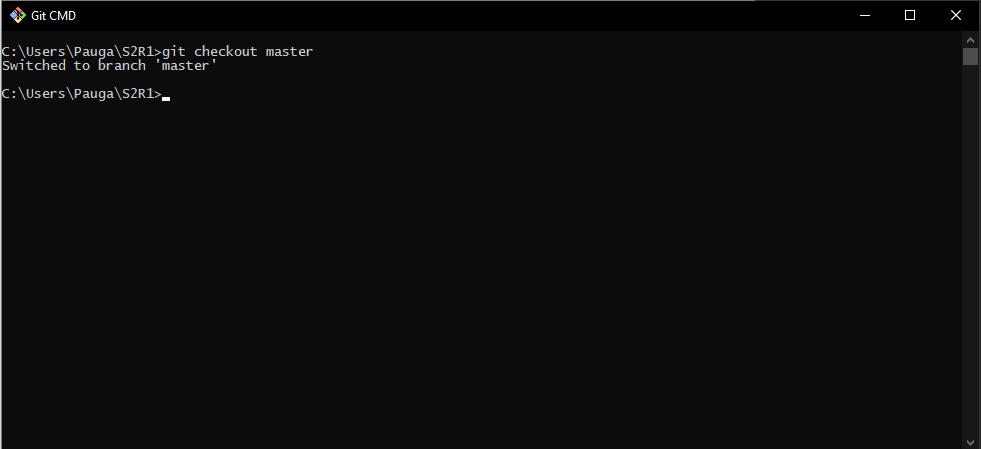 Git CMD
C:\Users\Pauga\S2R1>git checkout master
Switched to branch 'master'
C:\Users\Pauga\S2R1>